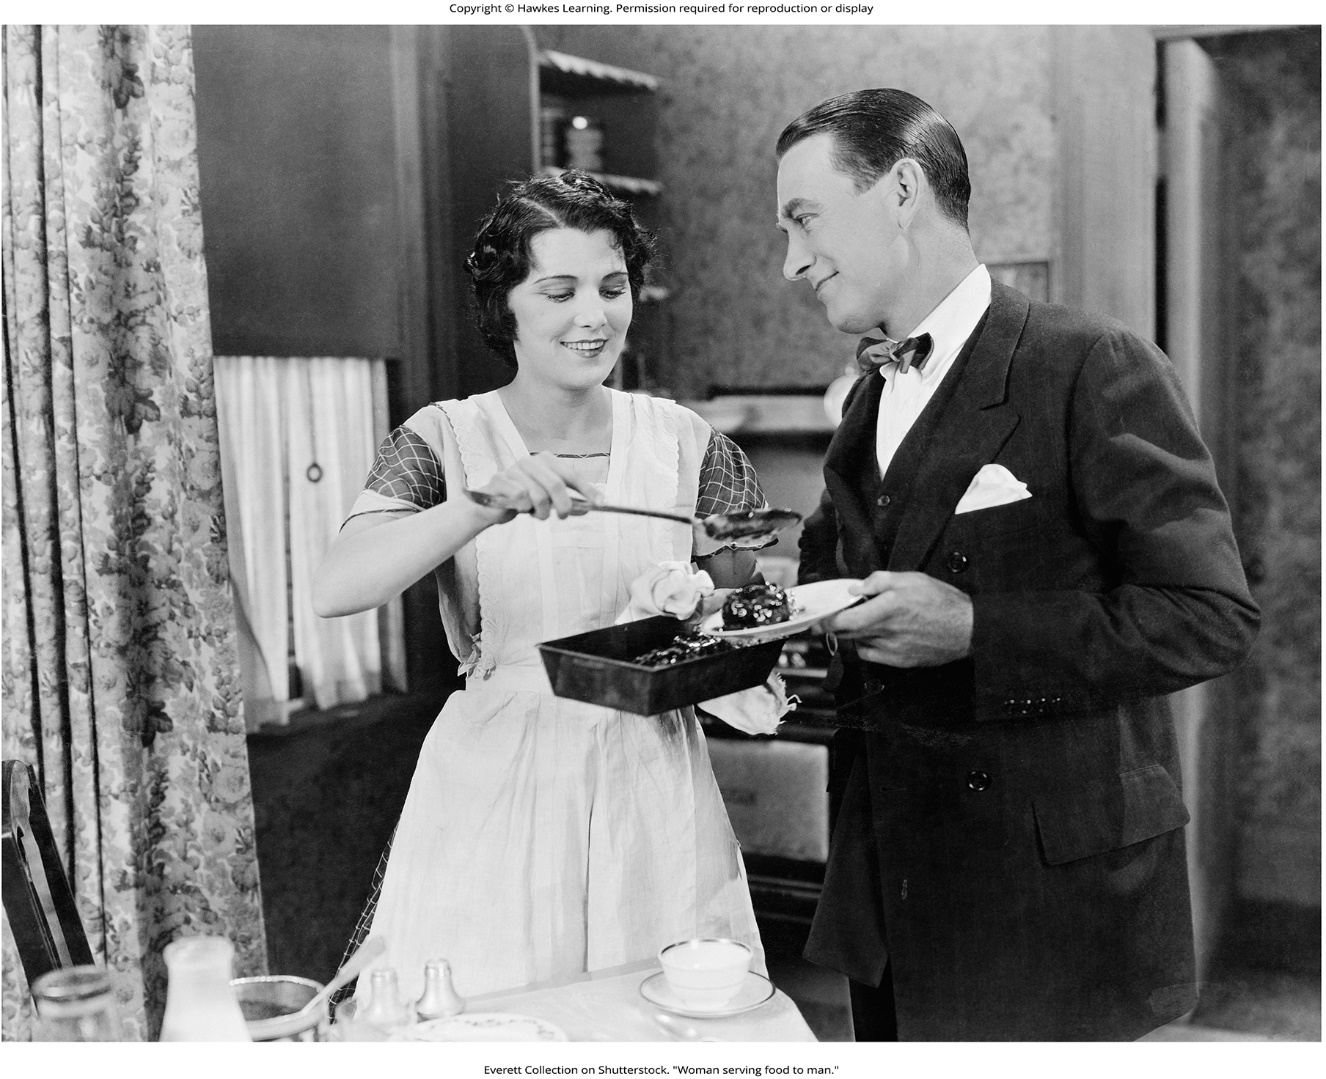 Copyright © Hawkes Learning. Permission required for reproduction or display
Everett Collection on Shutterstock. "Woman serving food to man."